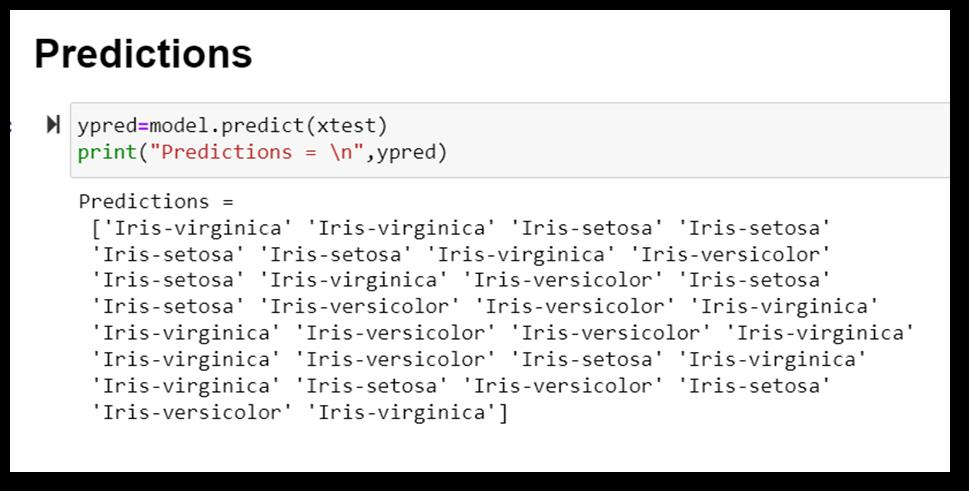 Predictions
ypred=model.predict(xtest)
print("Predictions = \n",ypred)
Predictions =
['Iris-virginica' 'Iris-virginica' 'Iris-setosa' 'Iris-setosa'
'Iris-setosa' 'Iris-setosa' 'Iris-virginica' 'Iris-versicolor'
'Iris-setosa' 'Iris-virginica' 'Iris-versicolor' 'Iris-setosa'
'Iris-setosa' 'Iris-versicolor' 'Iris-versicolor' 'Iris-virginica'
'Iris-virginica' 'Iris-versicolor' 'Iris-versicolor' 'Iris-virginica'
'Iris-virginica' 'Iris-versicolor' 'Iris-setosa' 'Iris-virginica'
'Iris-virginica' 'Iris-setosa' 'Iris-versicolor' 'Iris-setosa'
'Iris-versicolor' 'Iris-virginica']